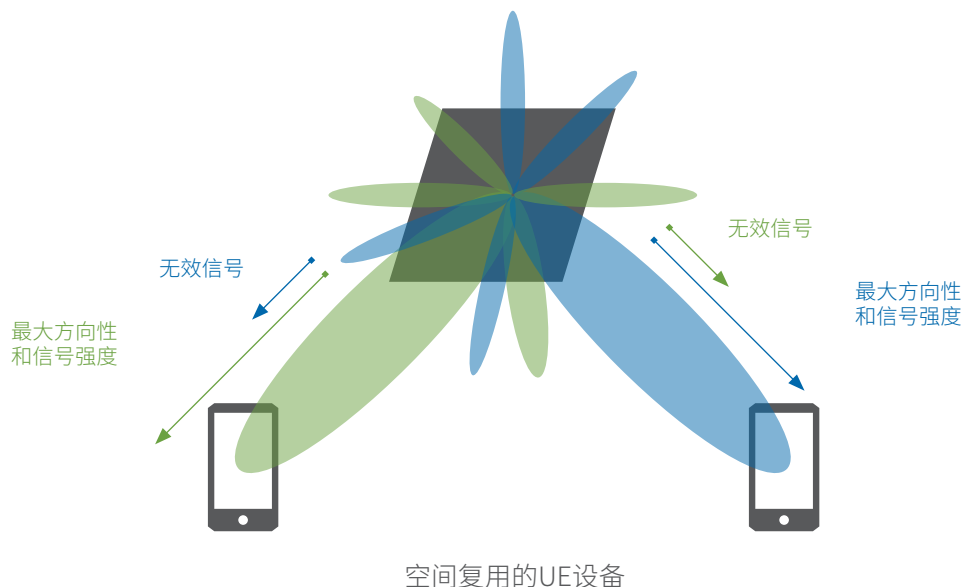 无效信号
无效信号
最大方向性
和信号强度
最大方向性
和信号强度
空间复用的UE设备